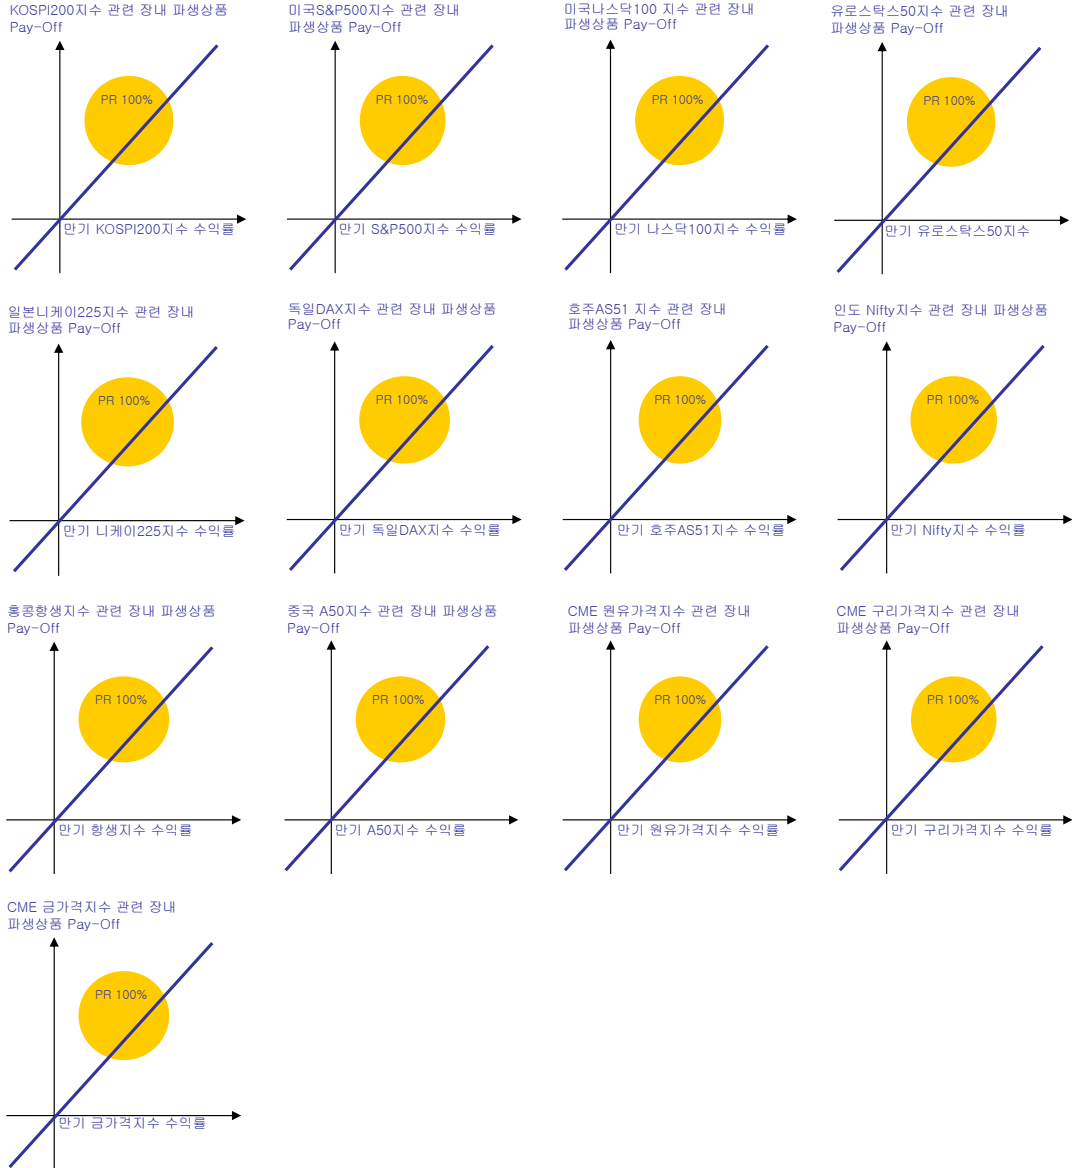 KOSPI200지수 관련 장내 파생상품
Pay-Off
PR 100%
만기 KOSPI200지수 수익률
미국S&P500지수 관련 장내
파생상품 Pay-Off
PR 100%
만기 S&P500지수 수익률
미국나스닥100 지수 관련 장내
파생상품 Pay-Off
PR 100%
만기 나스닥100지수 수익률
유로스탁스50지수 관련 장내
파생상품 Pay-Off
PR 100%
만기 유로스탁스50지수
일본니케이225지수 관련 장내
파생상품 Pay-Off
PR 100%
만기 니케이225지수 수익률
독일DAX지수 관련 장내 파생상품
Pay-Off
PR 100%
만기 독일DAX지수 수익률
호주AS51 지수 관련 장내
파생상품 Pay-Off
PR 100%
만기 호주AS51지수 수익률
인도 Nifty지수 관련 장내 파생상품
Pay-Off
PR 100%
만기 Nifty지수 수익률
홍콩항생지수 관련 장내 파생상품
Pay-Off
PR 100%
만기 항생지수 수익률
중국 A50지수 관련 장내 파생상품
Pay-Off
PR 100%
만기 A50지수 수익률
CME 원유가격지수 관련 장내
파생상품 Pay-Off
PR 100%
만기 원유가격지수 수익률
CME 구리가격지수 관련 장내
파생상품 Pay-Off
PR 100%
만기 구리가격지수 수익률
CME 금가격지수 관련 장내
파생상품 Pay-Off
PR 100%
만기 금가격지수 수익률